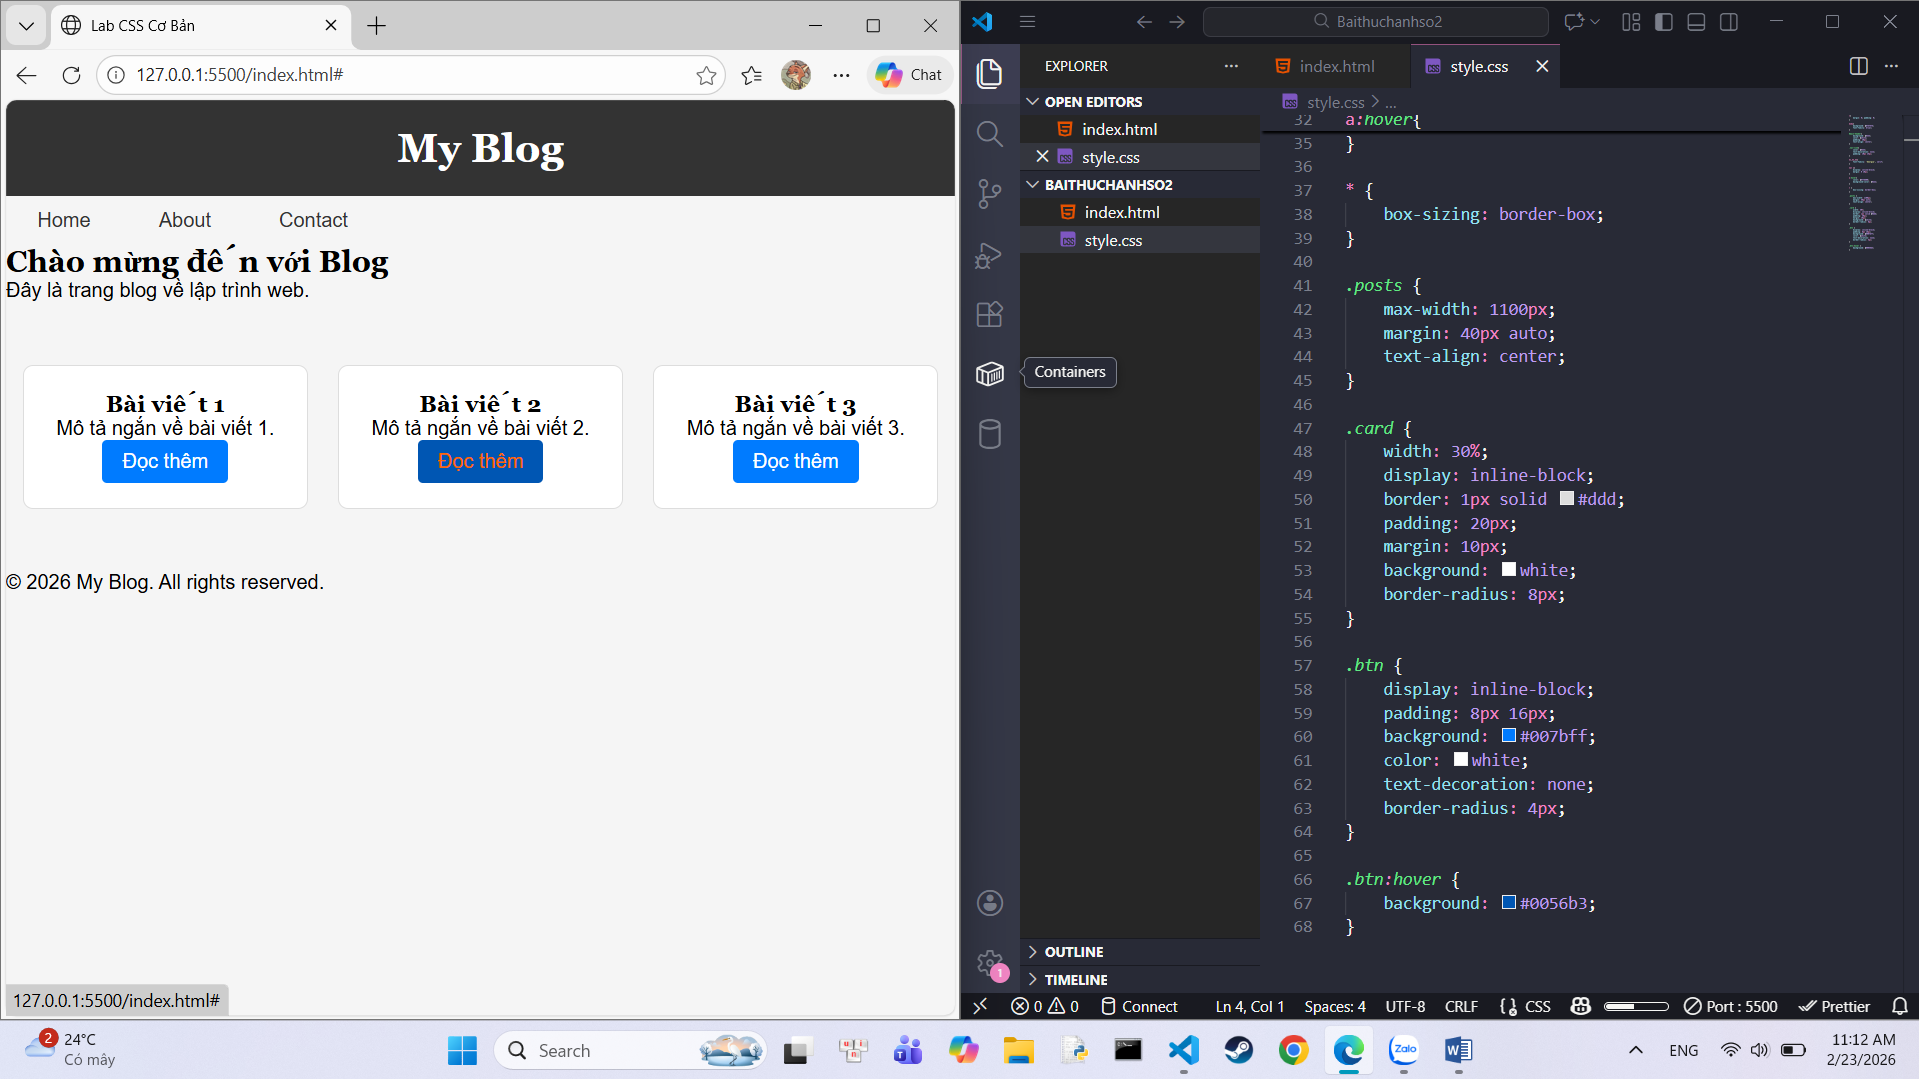 Lab CSS Cơ Bản
127.0.0.1:5500/index.html#
Chat
My Blog
Home About Contact
Chào mừng đến với Blog
Đây là trang blog về lập trình web.
Bài viết 1
Mô tả ngắn về bài viết 1.
Đọc thêm
Bài viết 2
Mô tả ngắn về bài viết 2.
Đọc thêm
Bài viết 3
Mô tả ngắn về bài viết 3.
Đọc thêm
© 2026 My Blog. All rights reserved.
127.0.0.1:5500/index.html#
Baithuchanhso2
EXPLORER
OPEN EDITORS
index.html
style.css
BAITHUCHANHSO2
index.html
style.css
Containers
OUTLINE
TIMELINE
1
index.html
style.css
style.css > ...
32 a:hover{
35 }
36
37 * {
38 box-sizing: border-box;
39 }
40
41 .posts {
42 max-width: 1100px;
43 margin: 40px auto;
44 text-align: center;
45 }
46
47 .card {
48 width: 30%;
49 display: inline-block;
50 border: 1px solid #ddd;
51 padding: 20px;
52 margin: 10px;
53 background: white;
54 border-radius: 8px;
55 }
56
57 .btn {
58 display: inline-block;
59 padding: 8px 16px;
60 background: #007bff;
61 color: white;
62 text-decoration: none;
63 border-radius: 4px;
64 }
65
66 .btn:hover {
67 background: #0056b3;
68 }
0 0 Connect Ln 4, Col 1 Spaces: 4 UTF-8 CRLF CSS Port : 5500 Prettier
2
24°C
Có mây
Search
Zalo
ENG
11:12 AM
2/23/2026